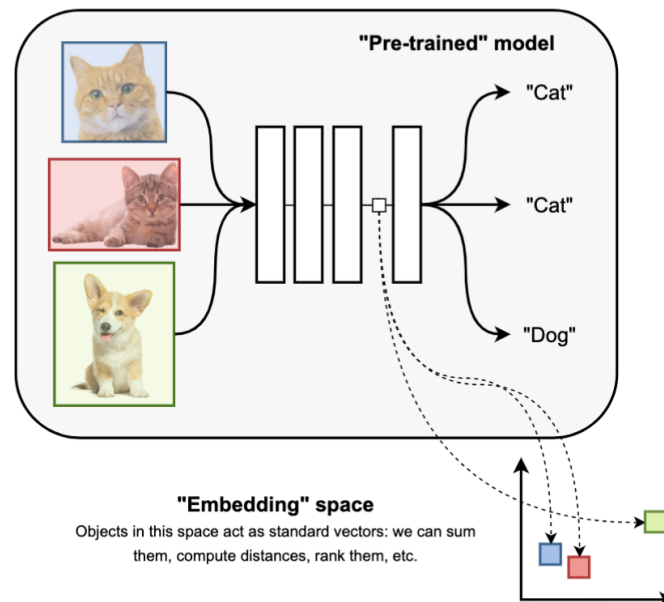 "Pre-trained" model
"Cat"
"Cat"
"Dog"
"Embedding" space
Objects in this space act as standard vectors: we can sum
them, compute distances, rank them, etc.